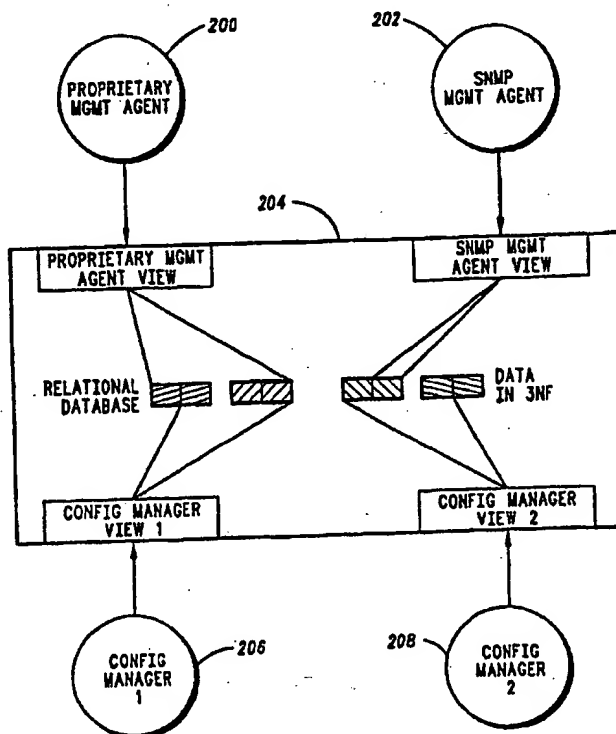 200
202
PROPRIETARY
MGMT AGENT
SNMP
MGMT AGENT
204
PROPRIETARY MGMT
AGENT VIEW
SNMP MGMT
AGENT VIEW
RELATIONAL
DATABASE
DATA
IN 3NF
CONFIG MANAGER
VIEW 1
CONFIG MANAGER
VIEW 2
CONFIG
MANAGER
1
206
208
CONFIG
MANAGER
2